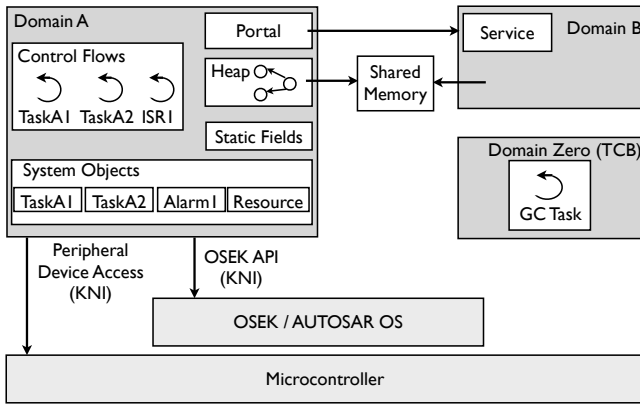 Domain A
Portal
Service
Domain B
Control Flows
TaskA1
TaskA2
ISR1
Heap
Shared
Memory
Static Fields
Domain Zero (TCB)
GC Task
System Objects
TaskA1
TaskA2
Alarm1
Resource
Peripheral
Device Access
(KNI)
OSEK API
(KNI)
OSEK / AUTOSAR OS
Microcontroller